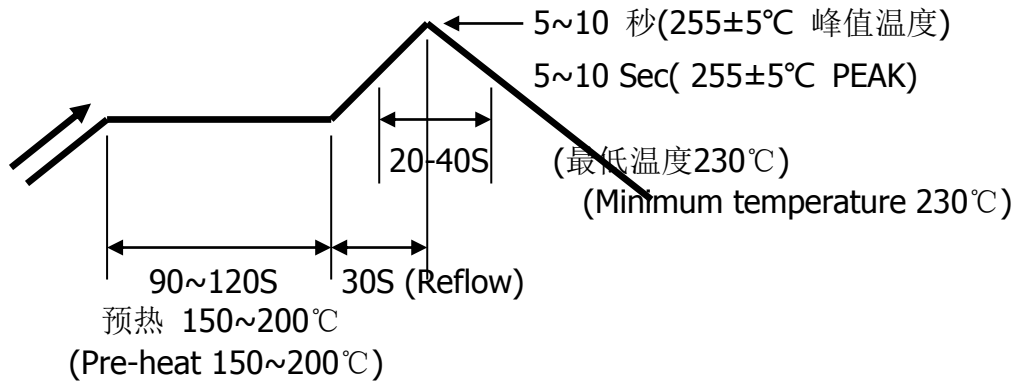 5~10 秒(255±5℃ 峰值温度)
5~10 Sec( 255±5℃ PEAK)
20-40S
(最低温度230℃)
(Minimum temperature 230℃)
90~120S
30S (Reflow)
预热 150~200℃
(Pre-heat 150~200℃)